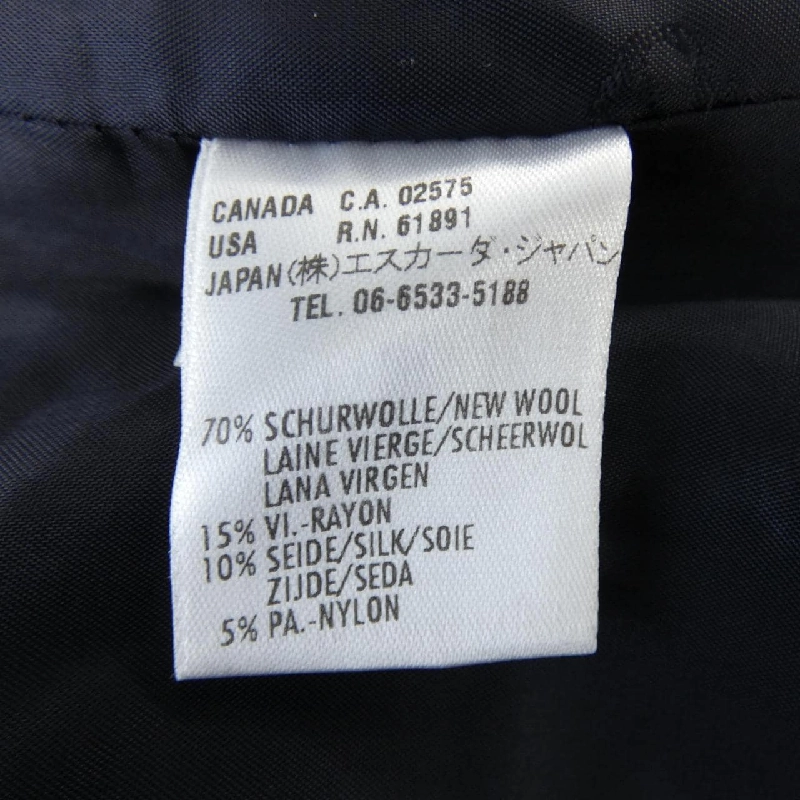 CANADA C.A. 02575
USA R.N. 61891
JAPAN(株)エスカーダ・ジャパン
TEL. 06-6533-5188
70% SCHURWOLLE/NEW WOOL
LAINE VIERGE/SCHEERWOL
LANA VIRGEN
15% VI.-RAYON
10% SEIDE/SILK/SOIE
ZIJDE/SEDA
5% PA.-NYLON